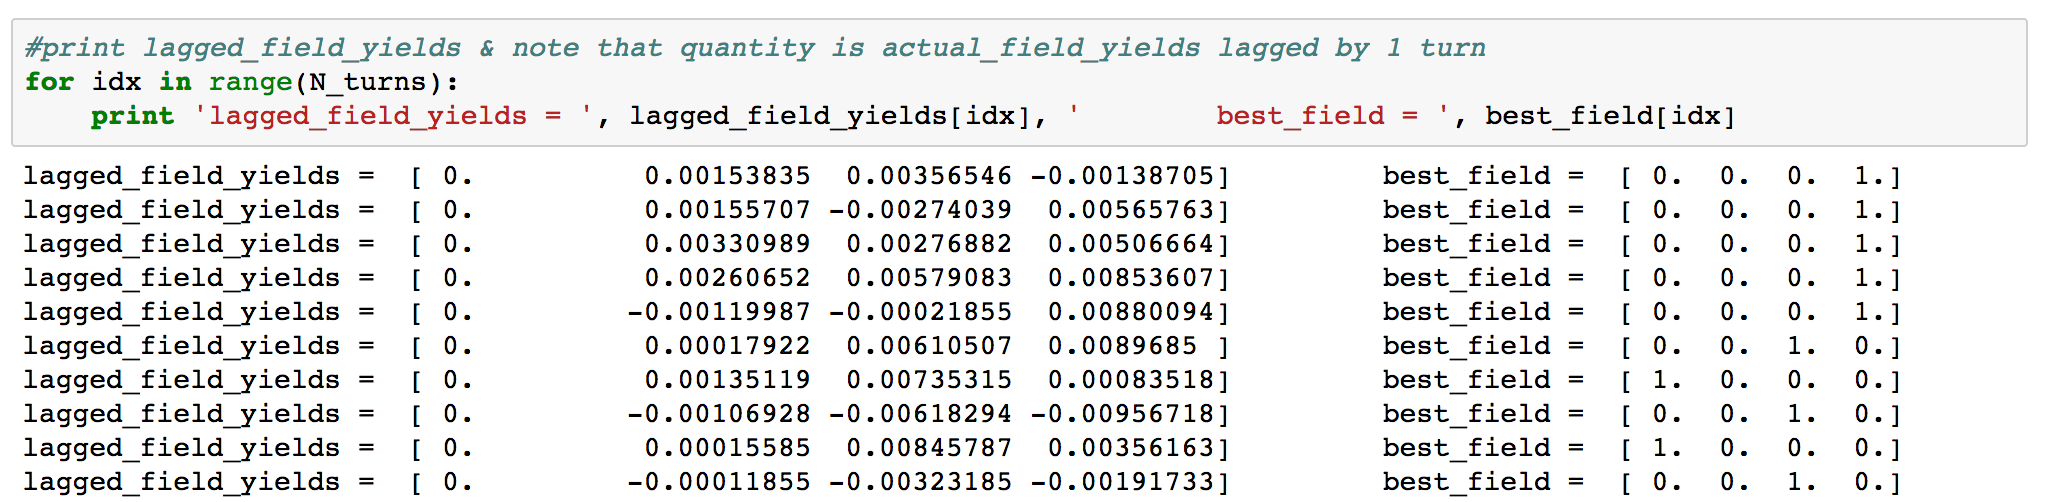 #print lagged_field_yields & note that quantity is actual_field_yields lagged by 1 turn
for idx in range(N_turns):
    print 'lagged_field_yields = ', lagged_field_yields[idx], '        best_field = ', best_field[idx]
lagged_field_yields =  [ 0.          0.00153835  0.00356546 -0.00138705]         best_field =  [ 0.  0.  0.  1.]
lagged_field_yields =  [ 0.          0.00155707 -0.00274039  0.00565763]         best_field =  [ 0.  0.  0.  1.]
lagged_field_yields =  [ 0.          0.00330989  0.00276882  0.00506664]         best_field =  [ 0.  0.  0.  1.]
lagged_field_yields =  [ 0.          0.00260652  0.00579083  0.00853607]         best_field =  [ 0.  0.  0.  1.]
lagged_field_yields =  [ 0.         -0.00119987 -0.00021855  0.00880094]         best_field =  [ 0.  0.  0.  1.]
lagged_field_yields =  [ 0.          0.00017922  0.00610507  0.0089685 ]         best_field =  [ 0.  0.  1.  0.]
lagged_field_yields =  [ 0.          0.00135119  0.00735315  0.00083518]         best_field =  [ 1.  0.  0.  0.]
lagged_field_yields =  [ 0.         -0.00106928 -0.00618294 -0.00956718]         best_field =  [ 0.  0.  1.  0.]
lagged_field_yields =  [ 0.          0.00015585  0.00845787  0.00356163]         best_field =  [ 1.  0.  0.  0.]
lagged_field_yields =  [ 0.         -0.00011855 -0.00323185 -0.00191733]         best_field =  [ 0.  0.  1.  0.]